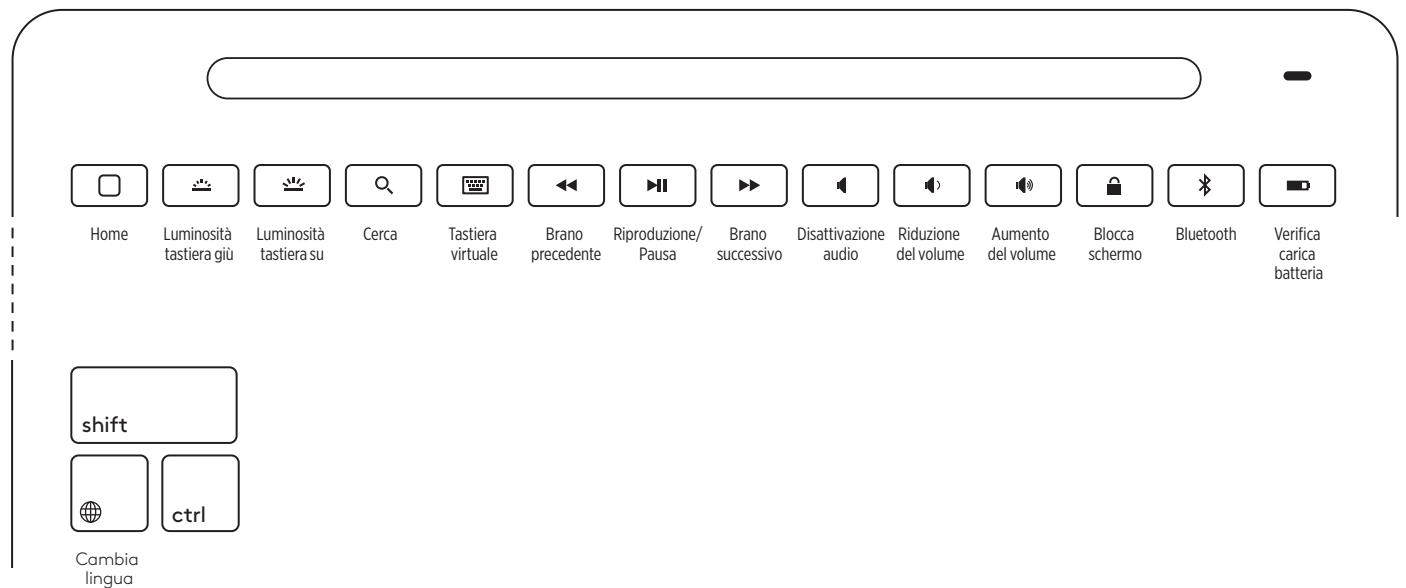 Home
Luminosità
tastiera giù
Luminosità
tastiera su
Cerca
Tastiera
virtuale
Brano
precedente
Riproduzione/
Pausa
Brano
successivo
Disattivazione
audio
Riduzione
del volume
Aumento
del volume
Blocca
schermo
Bluetooth
Verifica
carica
batteria
shift
ctrl
Cambia
lingua